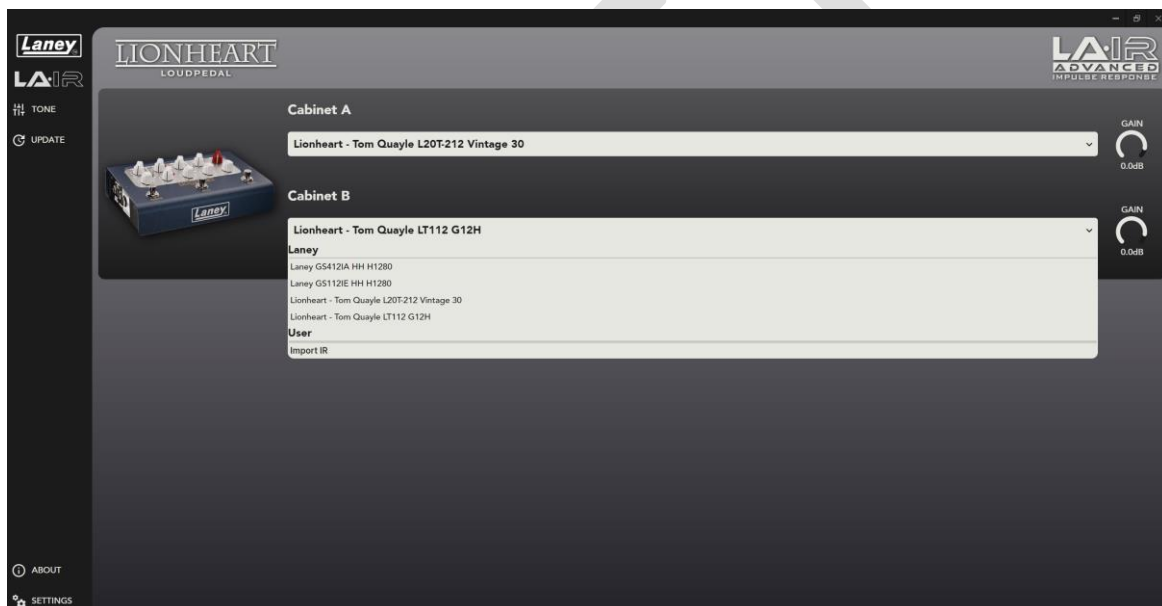 Laney
LA·IR
TONE
UPDATE
ABOUT
SETTINGS
LIONHEART
LOUDPEDAL
LA·IR
ADVANCED
IMPULSE RESPONSE
Cabinet A
Lionheart - Tom Quayle L20T-212 Vintage 30
GAIN
0.0dB
Laney
Cabinet B
Lionheart - Tom Quayle LT112 G12H
GAIN
0.0dB
Laney
Laney GS412IA HH H1280
Laney GS112IE HH H1280
Lionheart - Tom Quayle L20T-212 Vintage 30
Lionheart - Tom Quayle LT112 G12H
User
Import IR